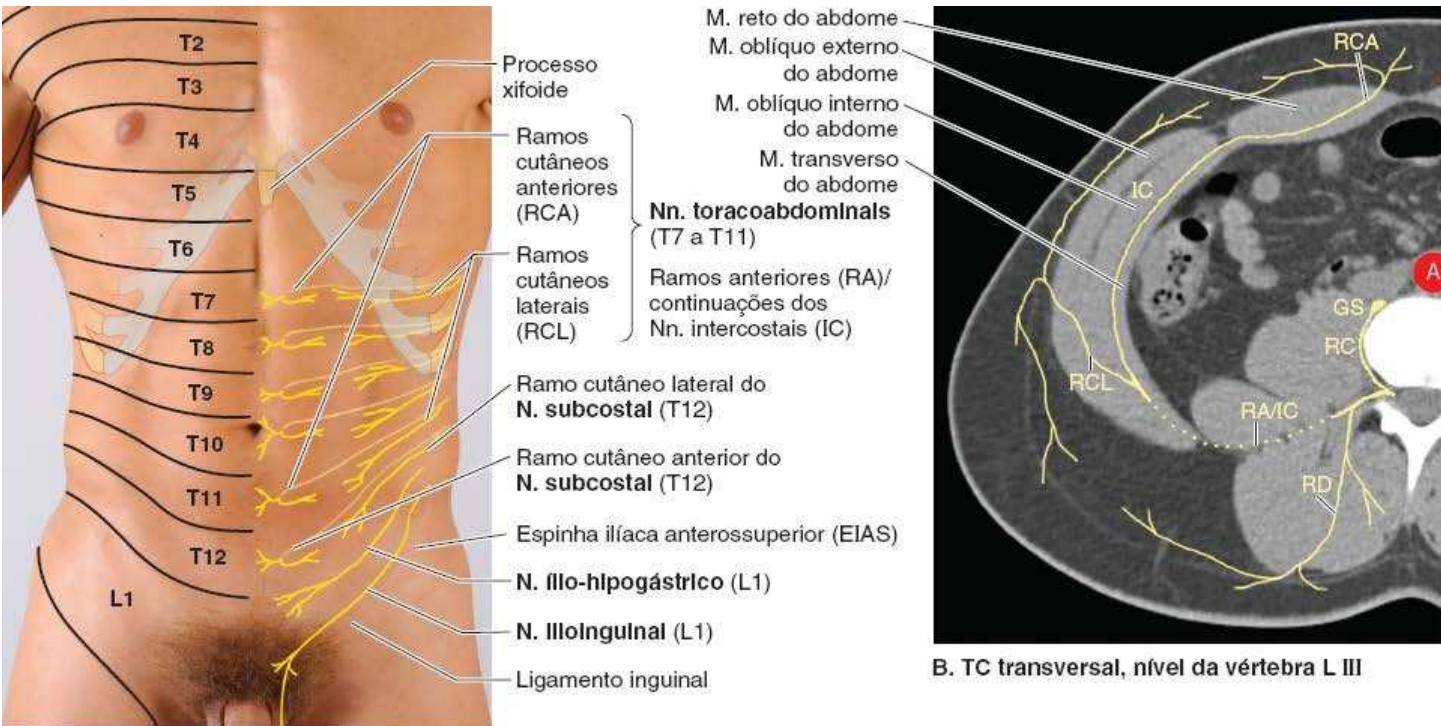 T2
T3
T4
T5
T6
T7
T8
T9
T10
T11
T12
L1
Processo
xifoide
Ramos
cutâneos
anteriores
(RCA)
Ramos
cutâneos
laterais
(RCL)
Nn. toracoabdominais
(T7 a T11)
Ramos anteriores (RA)/
continuações dos
Nn. intercostais (IC)
Ramo cutâneo lateral do
N. subcostal (T12)
Ramo cutâneo anterior do
N. subcostal (T12)
Espinha ilíaca anterossuperior (EIAS)
N. ílio-hipogástrico (L1)
N. ilioinguinal (L1)
Ligamento inguinal
M. reto do abdome
M. oblíquo externo
do abdome
M. oblíquo interno
do abdome
M. transverso
do abdome
RCA
IC
A
GS
RC
RCL
RA/IC
RD
B. TC transversal, nível da vértebra L III